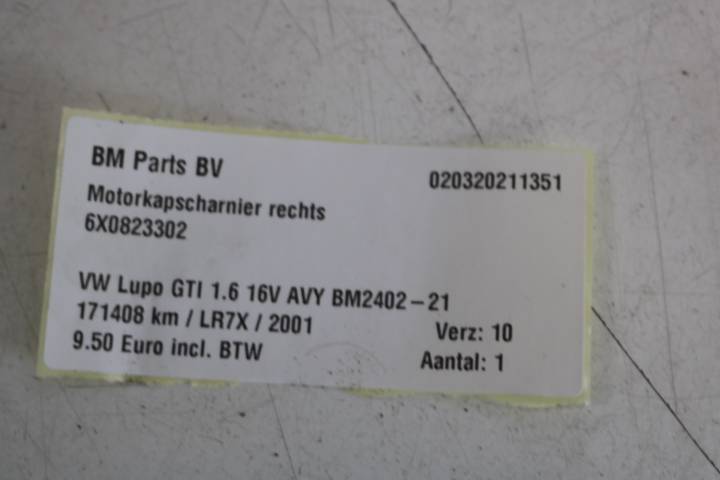 BM Parts BV
020320211351
Motorkapscharnier rechts
6X0823302
VW Lupo GTI 1.6 16V AVY BM2402-21
171408 km / LR7X / 2001
Verz: 10
9.50 Euro incl. BTW
Aantal: 1